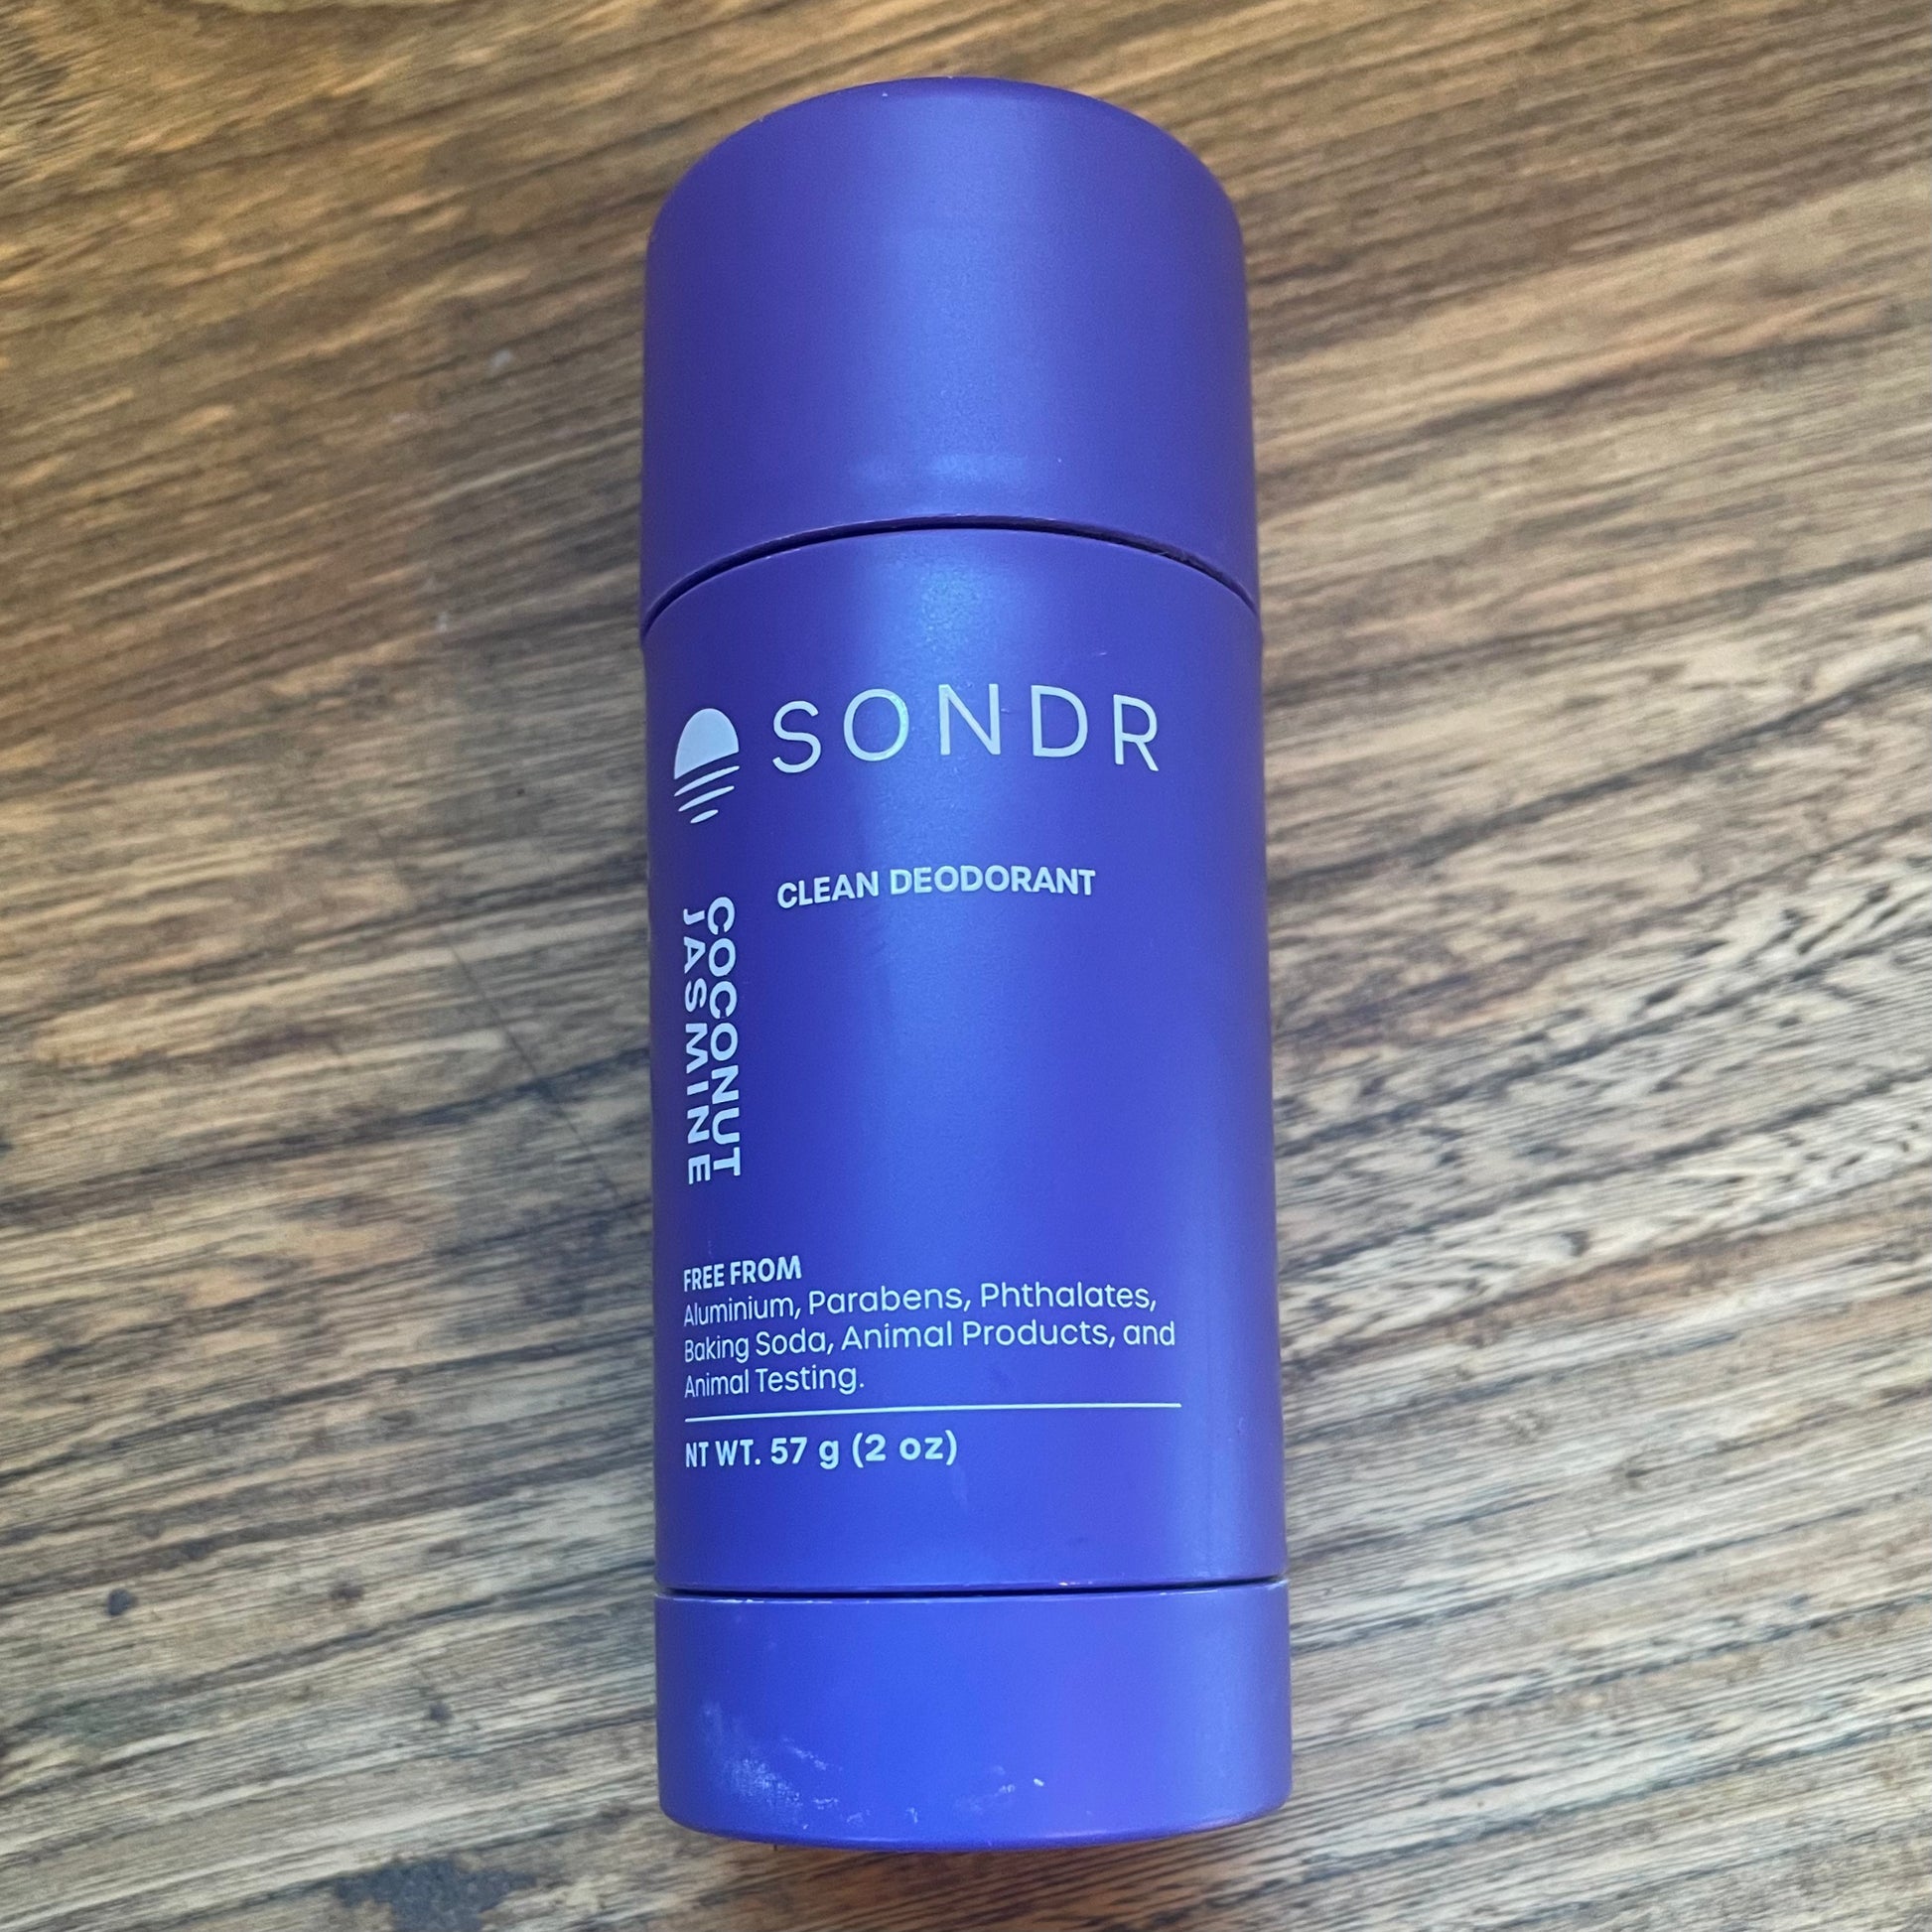 SONDR
CLEAN DEODORANT
COCONUT
JASMINE
FREE FROM
Aluminium, Parabens, Phthalates,
Baking Soda, Animal Products, and
Animal Testing.
NT WT. 57 g (2 oz)